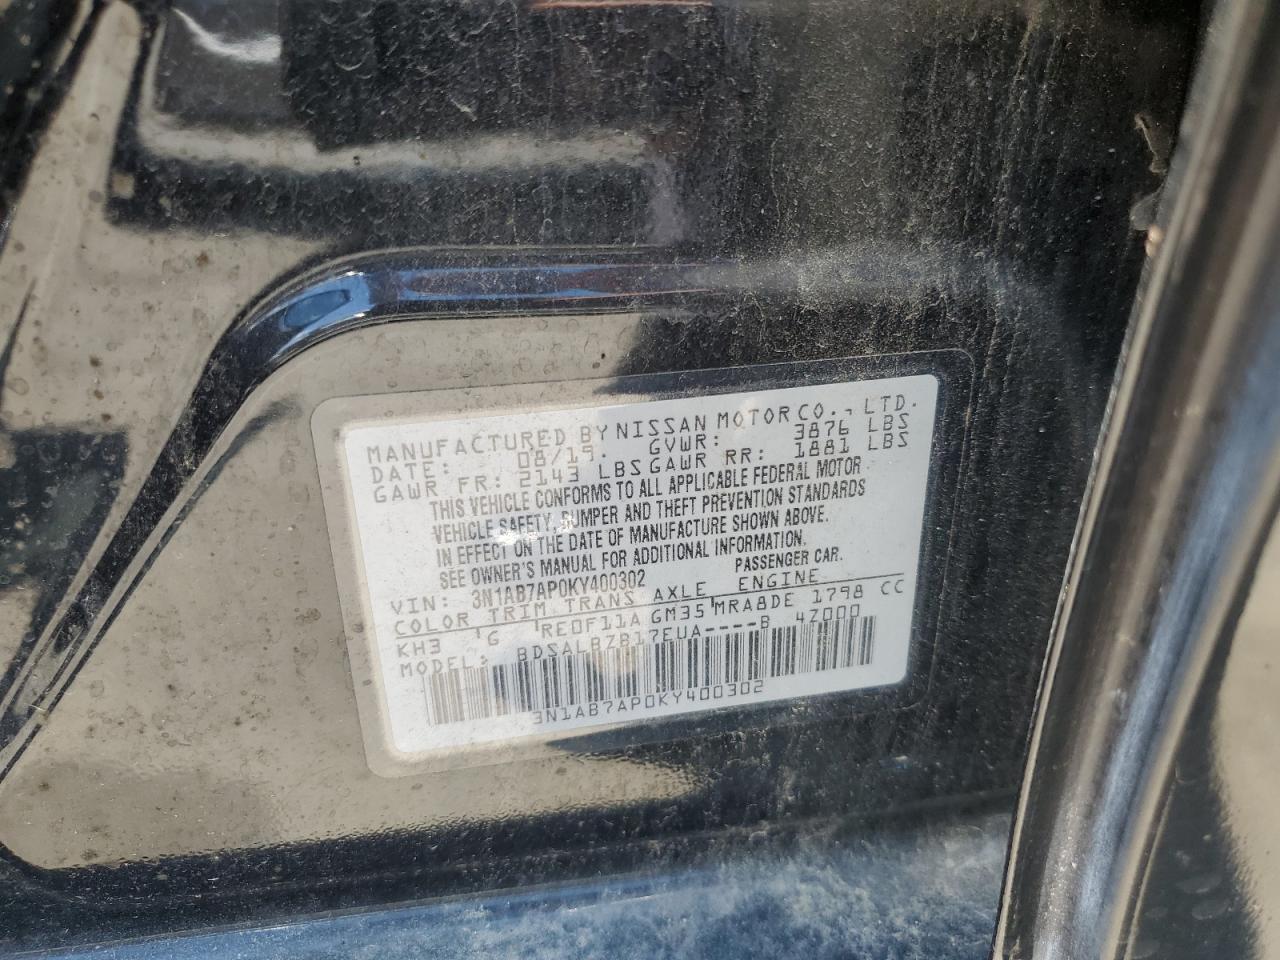 MANUFACTURED BY NISSAN MOTOR CO., LTD.
DATE: 08/19. GVWR: 3876 LBS
GAWR FR: 2143 LBS GAWR RR: 1881 LBS
THIS VEHICLE CONFORMS TO ALL APPLICABLE FEDERAL MOTOR
VEHICLE SAFETY, BUMPER AND THEFT PREVENTION STANDARDS
IN EFFECT ON THE DATE OF MANUFACTURE SHOWN ABOVE.
SEE OWNER'S MANUAL FOR ADDITIONAL INFORMATION.
VIN: 3N1AB7AP0KY400302 PASSENGER CAR.
COLOR TRIM TRANS AXLE ENGINE
KH3 G RE0F11A GM35 MRA8DE 1798 CC
MODEL: BDSALBZB17EUA----B 4Z000
3N1AB7AP0KY400302